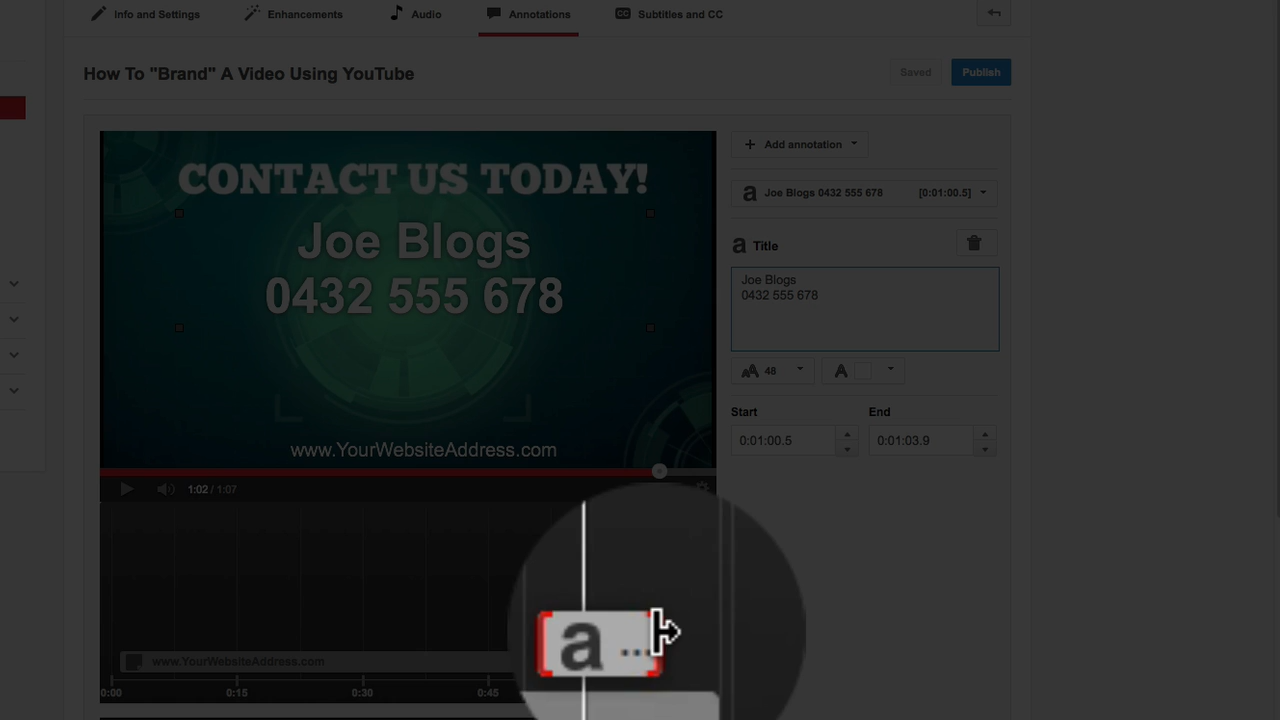 Info and Settings
Enhancements
Audio
Annotations
CC Subtitles and CC
How To "Brand" A Video Using YouTube
Saved
Publish
CONTACT US TODAY!
Joe Blogs
0432 555 678
www.YourWebsiteAddress.com
1:02 / 1:07
+ Add annotation
a Joe Blogs 0432 555 678 [0:01:00.5]
a Title
Joe Blogs
0432 555 678
AA 48
A
Start
End
0:01:00.5
0:01:03.9
a ...
www.YourWebsiteAddress.com
0:00
0:15
0:30
0:45